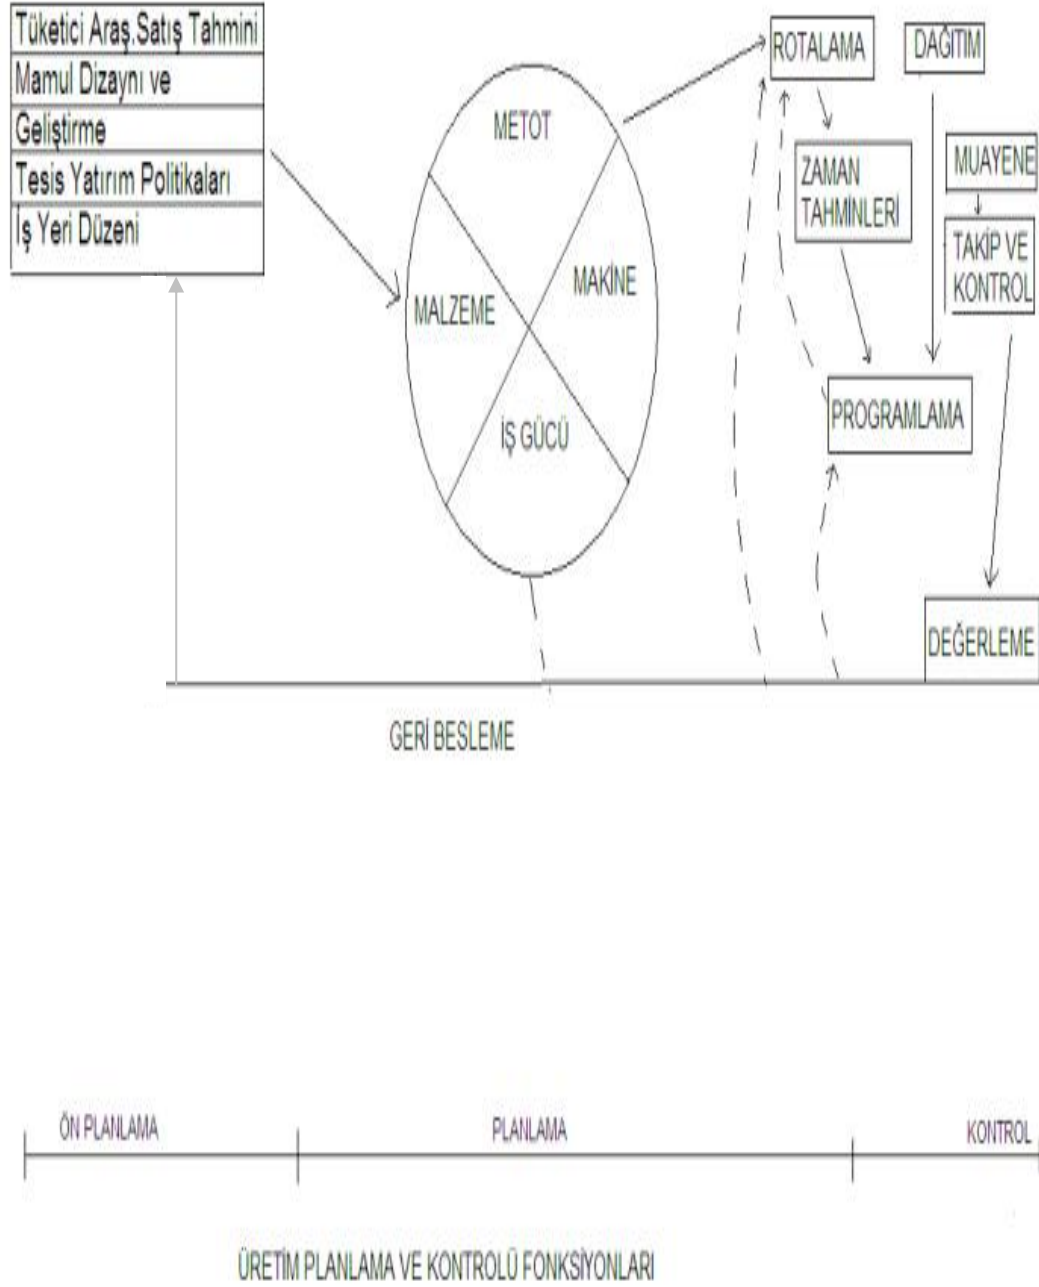 Tüketici Araş.Satış Tahmini
Mamul Dizaynı ve
Geliştirme
Tesis Yatırım Politikaları
İş Yeri Düzeni
METOT
MALZEME
MAKİNE
İŞ GÜCÜ
ROTALAMA
DAĞITIM
ZAMAN
TAHMİNLERİ
MUAYENE
TAKİP VE
KONTROL
PROGRAMLAMA
DEĞERLEME
GERİ BESLEME
ÖN PLANLAMA
PLANLAMA
KONTROL
ÜRETİM PLANLAMA VE KONTROLÜ FONKSİYONLARI